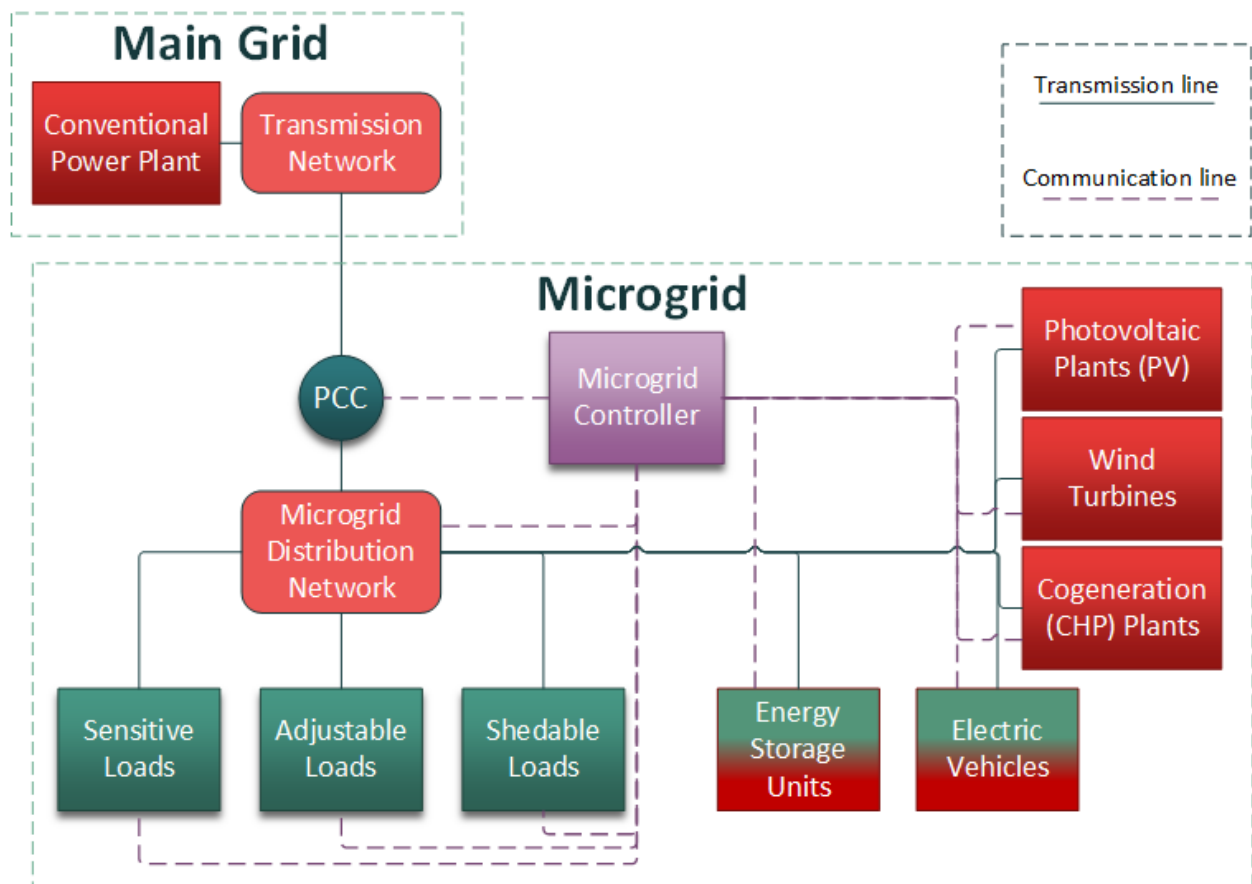 Main Grid
Conventional
Power Plant
Transmission
Network
Transmission line
Communication line
Microgrid
PCC
Microgrid
Controller
Photovoltaic
Plants (PV)
Wind
Turbines
Cogeneration
(CHP) Plants
Microgrid
Distribution
Network
Sensitive
Loads
Adjustable
Loads
Shedable
Loads
Energy
Storage
Units
Electric
Vehicles